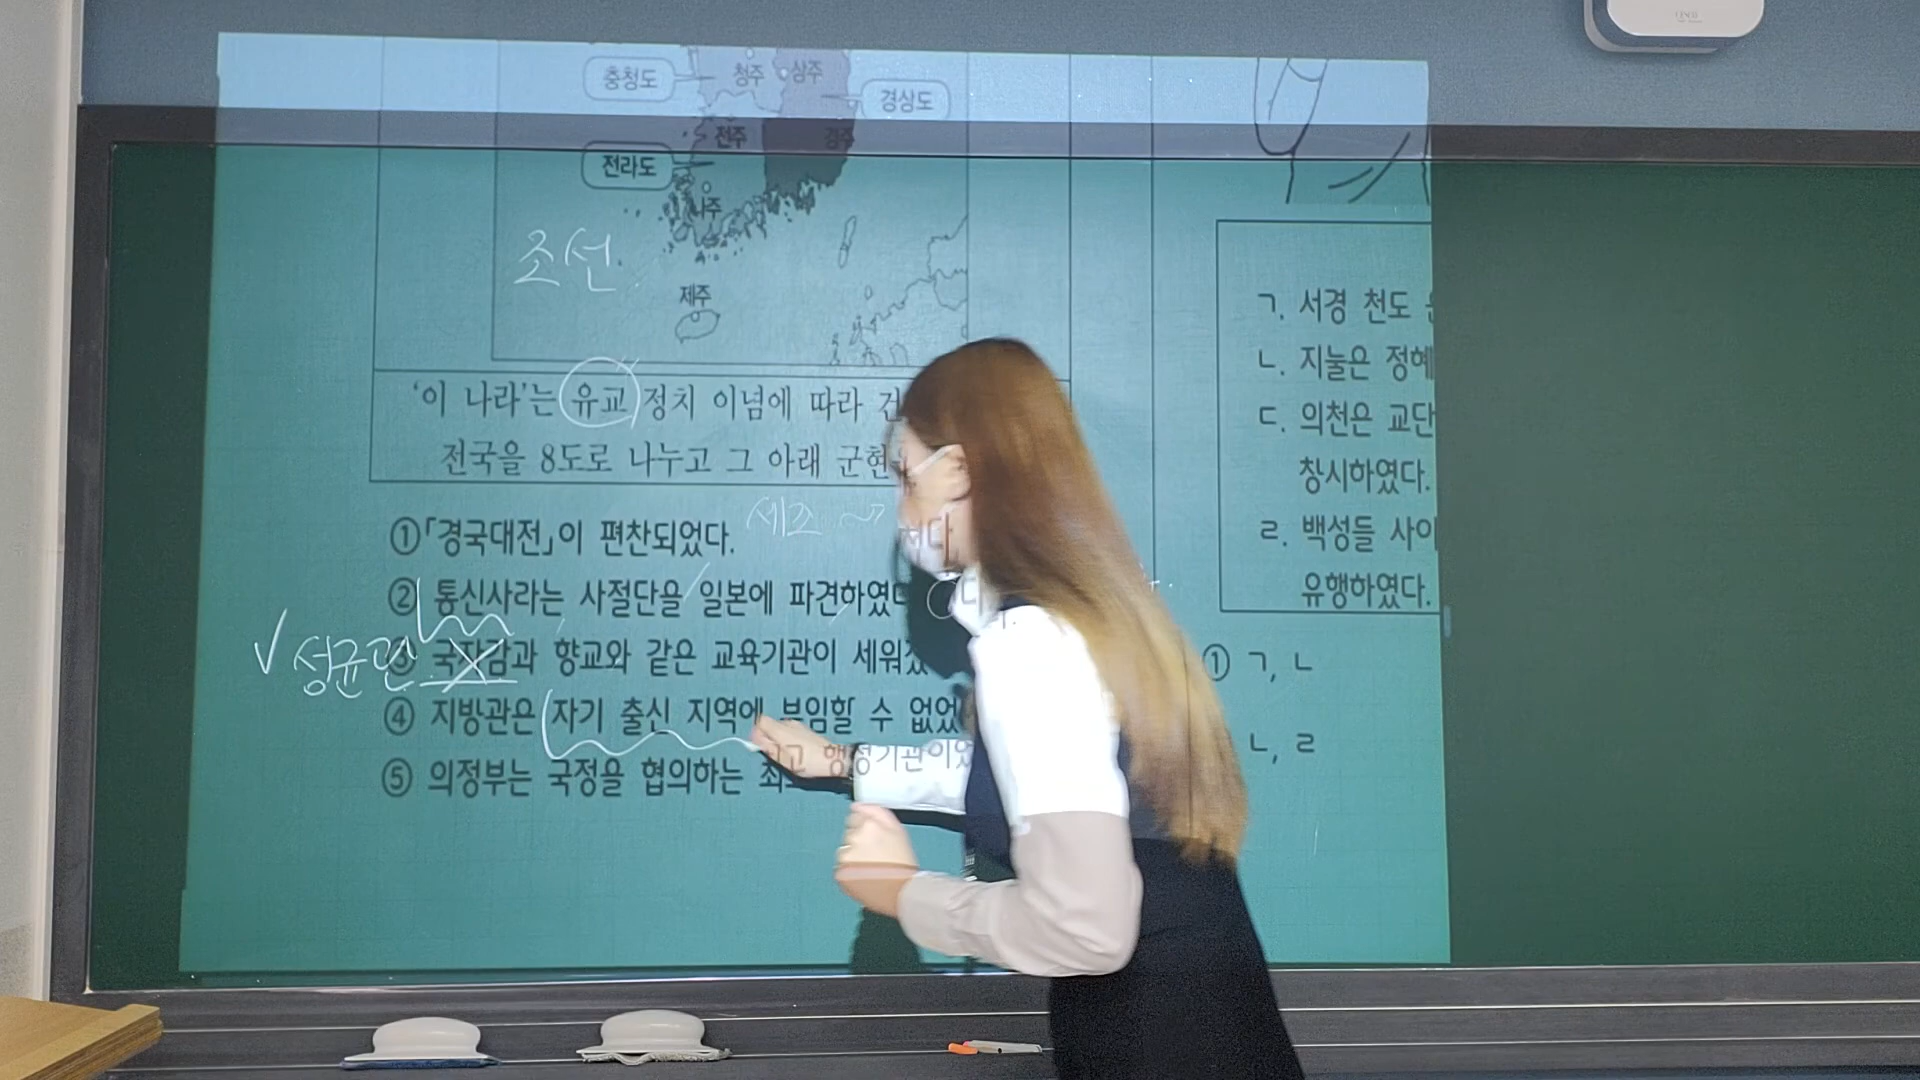 충청도 청주 상주
경상도
전주 경주
전라도
나주
조선.
제주
‘이 나라’는 유교 정치 이념에 따라
전국을 8도로 나누고 그 아래 군현
세조 ~>
①「경국대전」이 편찬되었다.
② 통신사라는 사절단을 일본에 파견하였다
✓ 성균관
③ 국자감과 향교와 같은 교육기관이 세워졌
④ 지방관은 자기 출신 지역에 부임할 수 없었
⑤ 의정부는 국정을 협의하는 최고 행정기관이었
ㄱ. 서경 천도
ㄴ. 지눌은 정혜
ㄷ. 의천은 교단
창시하였다.
ㄹ. 백성들 사이
유행하였다.
① ㄱ, ㄴ
ㄴ, ㄹ